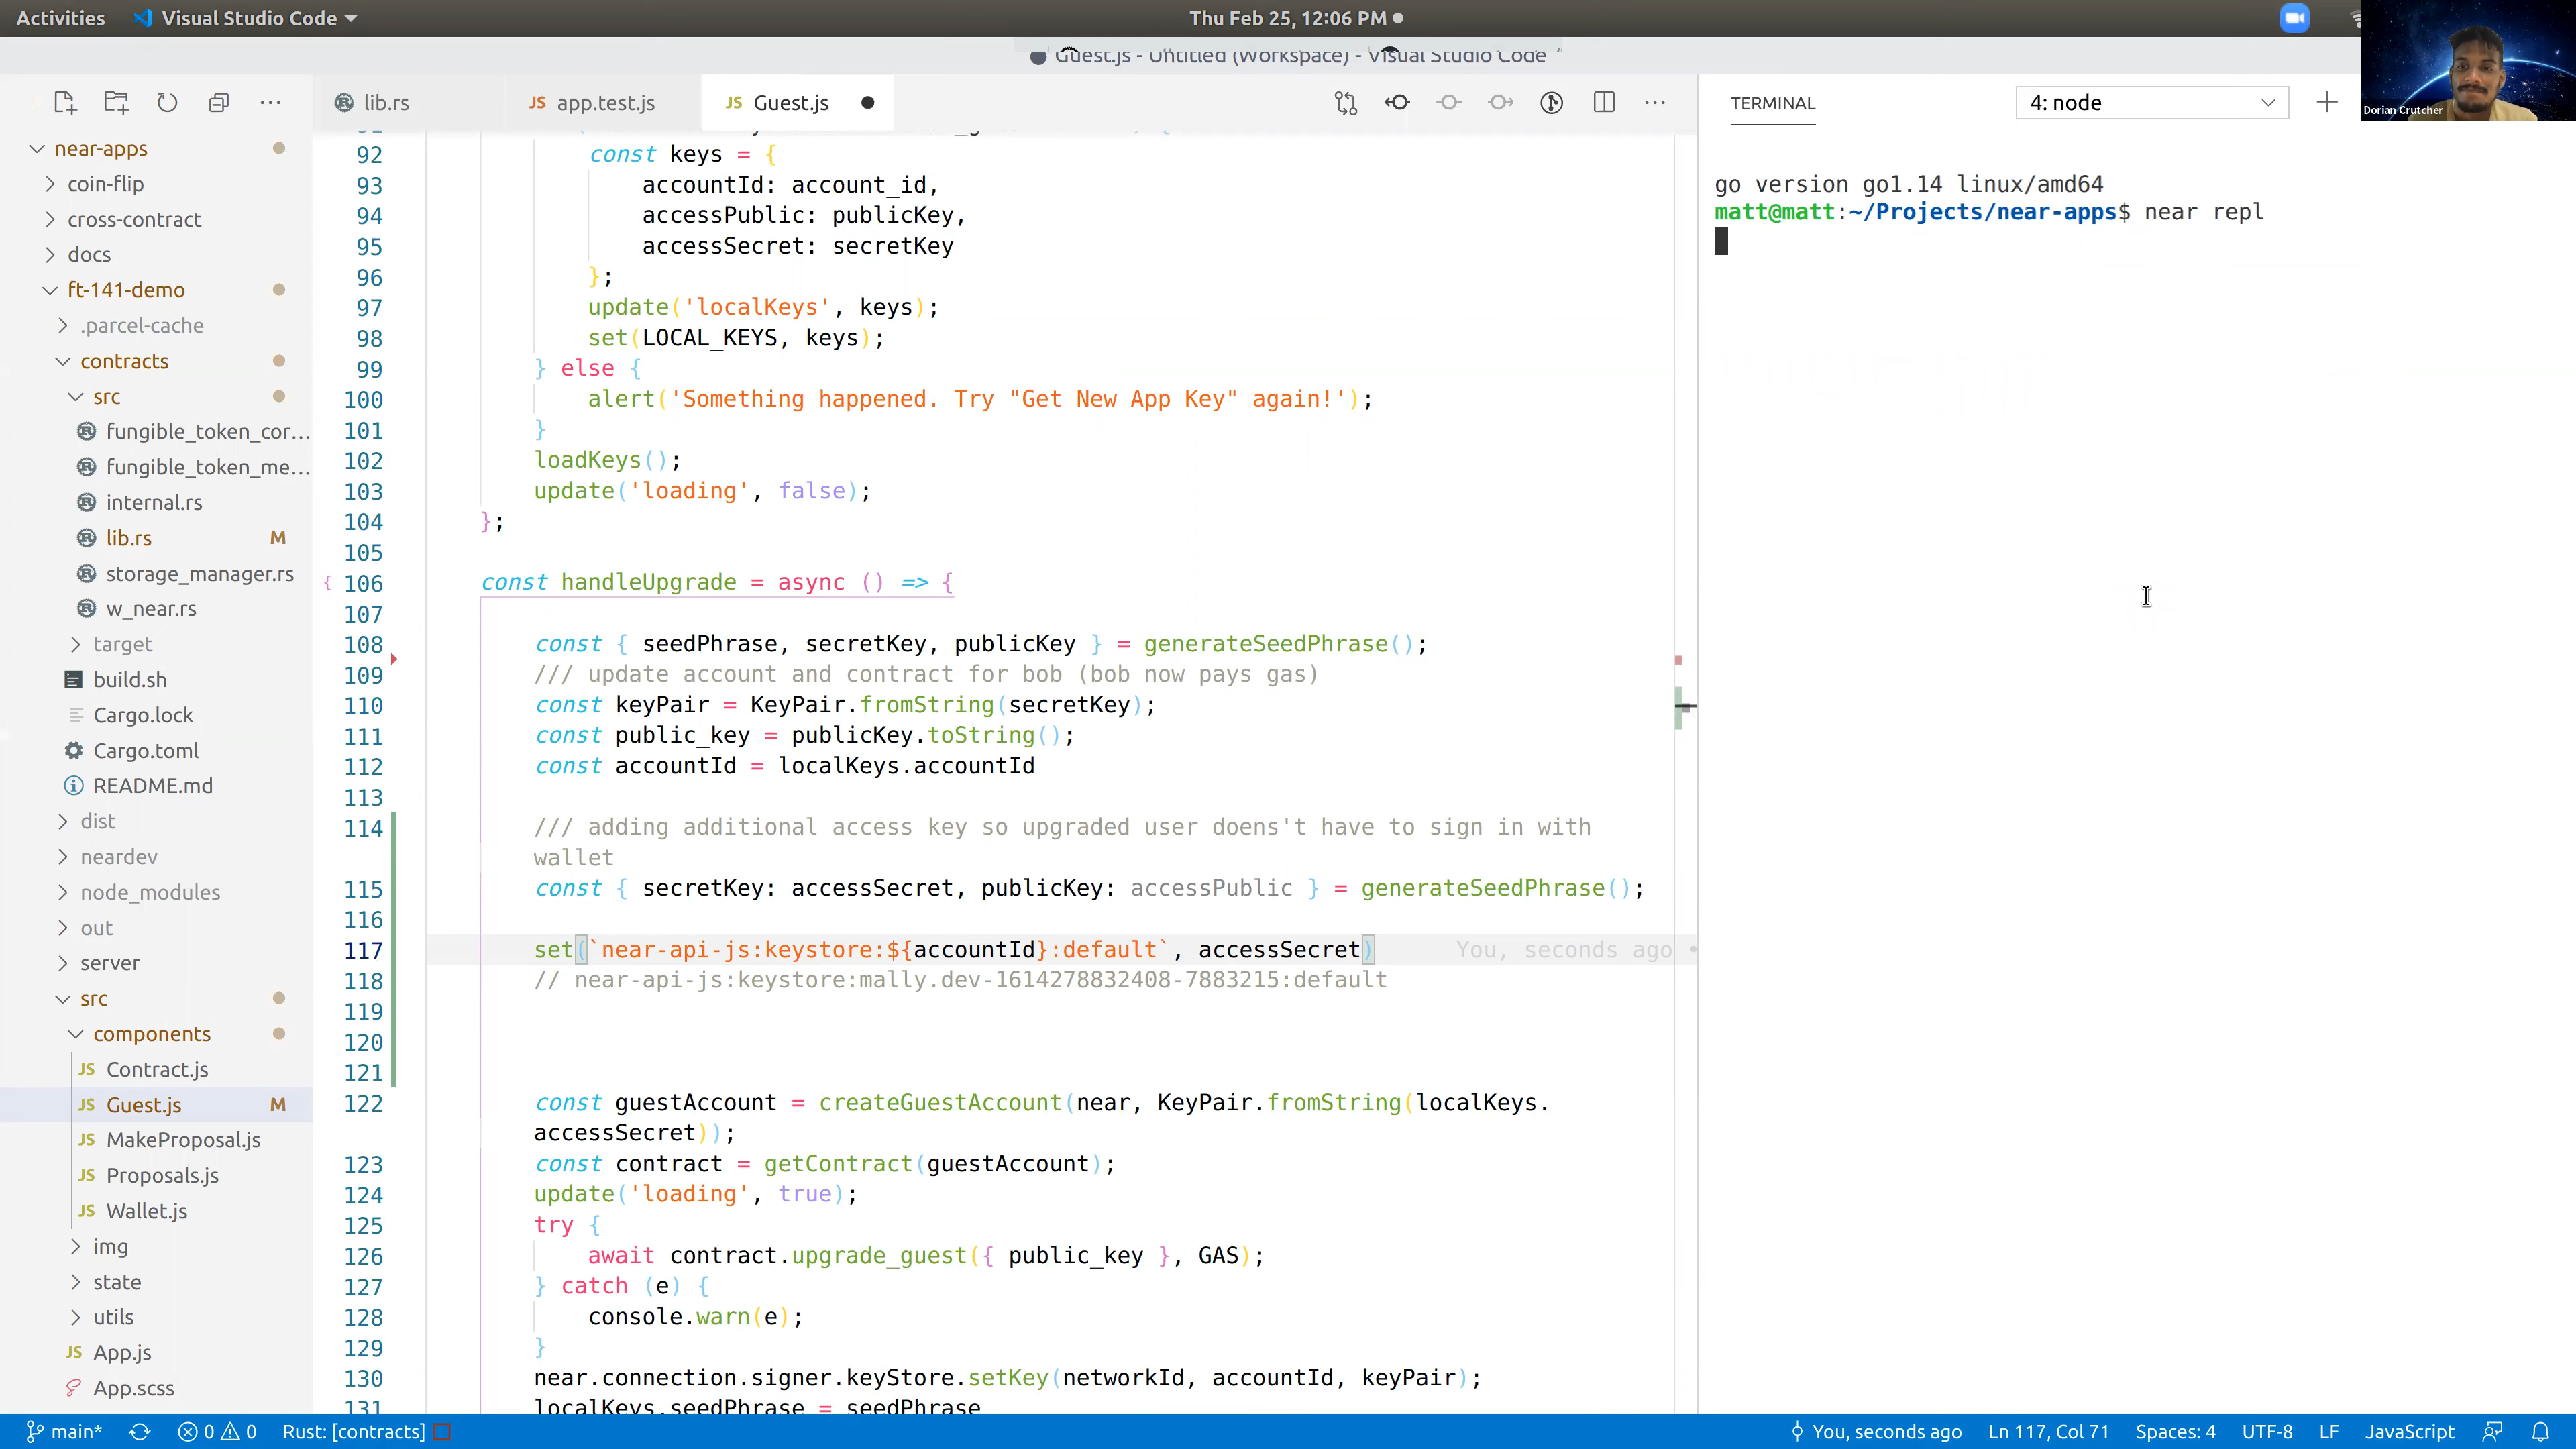 Activities
Visual Studio Code
Thu Feb 25, 12:06 PM
Guest.js - Untitled (Workspace) - Visual Studio Code
Dorian Crutcher
lib.rs
JS app.test.js
JS Guest.js
TERMINAL
4: node
near-apps
coin-flip
cross-contract
docs
ft-141-demo
.parcel-cache
contracts
src
fungible_token_cor...
fungible_token_me...
internal.rs
lib.rs M
storage_manager.rs
w_near.rs
target
build.sh
Cargo.lock
Cargo.toml
README.md
dist
neardev
node_modules
out
server
src
components
JS Contract.js
JS Guest.js M
JS MakeProposal.js
JS Proposals.js
JS Wallet.js
img
state
utils
JS App.js
App.scss
92 const keys = {
93 accountId: account_id,
94 accessPublic: publicKey,
95 accessSecret: secretKey
96 };
97 update('localKeys', keys);
98 set(LOCAL_KEYS, keys);
99 } else {
100 alert('Something happened. Try "Get New App Key" again!');
101 }
102 loadKeys();
103 update('loading', false);
104 };
105
106 const handleUpgrade = async () => {
107
108 const { seedPhrase, secretKey, publicKey } = generateSeedPhrase();
109 /// update account and contract for bob (bob now pays gas)
110 const keyPair = KeyPair.fromString(secretKey);
111 const public_key = publicKey.toString();
112 const accountId = localKeys.accountId
113
114 /// adding additional access key so upgraded user doens't have to sign in with
wallet
115 const { secretKey: accessSecret, publicKey: accessPublic } = generateSeedPhrase();
116
117 set(`near-api-js:keystore:${accountId}:default`, accessSecret) You, seconds ago •
118 // near-api-js:keystore:mally.dev-1614278832408-7883215:default
119
120
121
122 const guestAccount = createGuestAccount(near, KeyPair.fromString(localKeys.
accessSecret));
123 const contract = getContract(guestAccount);
124 update('loading', true);
125 try {
126 await contract.upgrade_guest({ public_key }, GAS);
127 } catch (e) {
128 console.warn(e);
129 }
130 near.connection.signer.keyStore.setKey(networkId, accountId, keyPair);
131 localKeys.seedPhrase = seedPhrase
go version go1.14 linux/amd64
matt@matt:~/Projects/near-apps$ near repl
main*
0 0
Rust: [contracts]
You, seconds ago
Ln 117, Col 71
Spaces: 4
UTF-8
LF
JavaScript